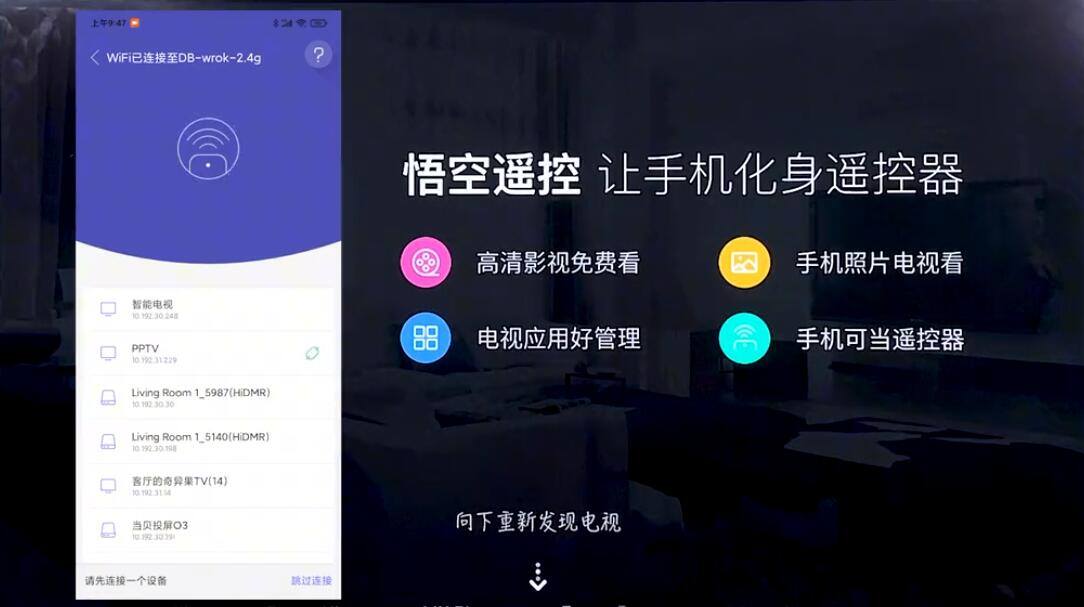 上午9:47
WiFi已连接至DB-wrok-2.4g
?
智能电视
10.192.30.248
PPTV
10.192.31.229
Living Room 1_5987(HiDMR)
10.192.30.30
Living Room 1_5140(HiDMR)
10.192.30.198
客厅的奇异果TV(14)
10.192.31.14
当贝投屏O3
10.192.30.191
请先连接一个设备
跳过连接
悟空遥控 让手机化身遥控器
高清影视免费看
手机照片电视看
电视应用好管理
手机可当遥控器
向下重新发现电视